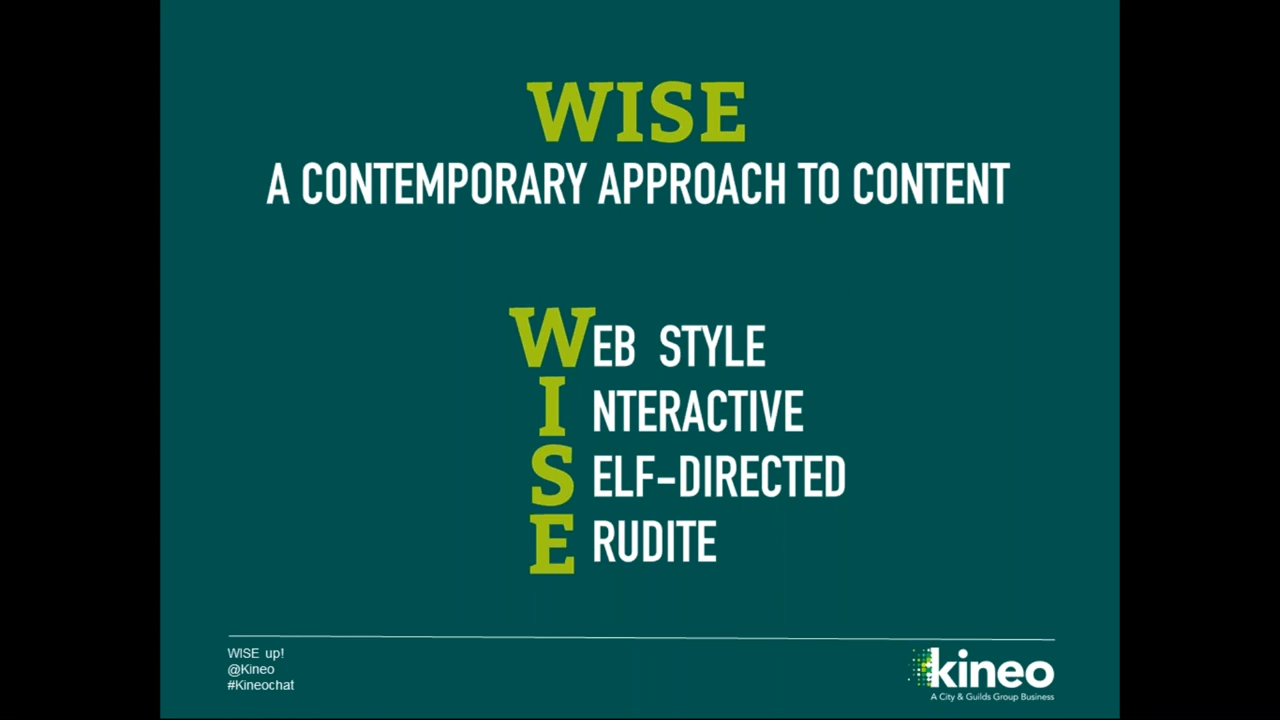 WISE
A CONTEMPORARY APPROACH TO CONTENT
WEB STYLE
INTERACTIVE
SELF-DIRECTED
ERUDITE
WISE up!
@Kineo
#Kineochat
kineo
A City & Guilds Group Business